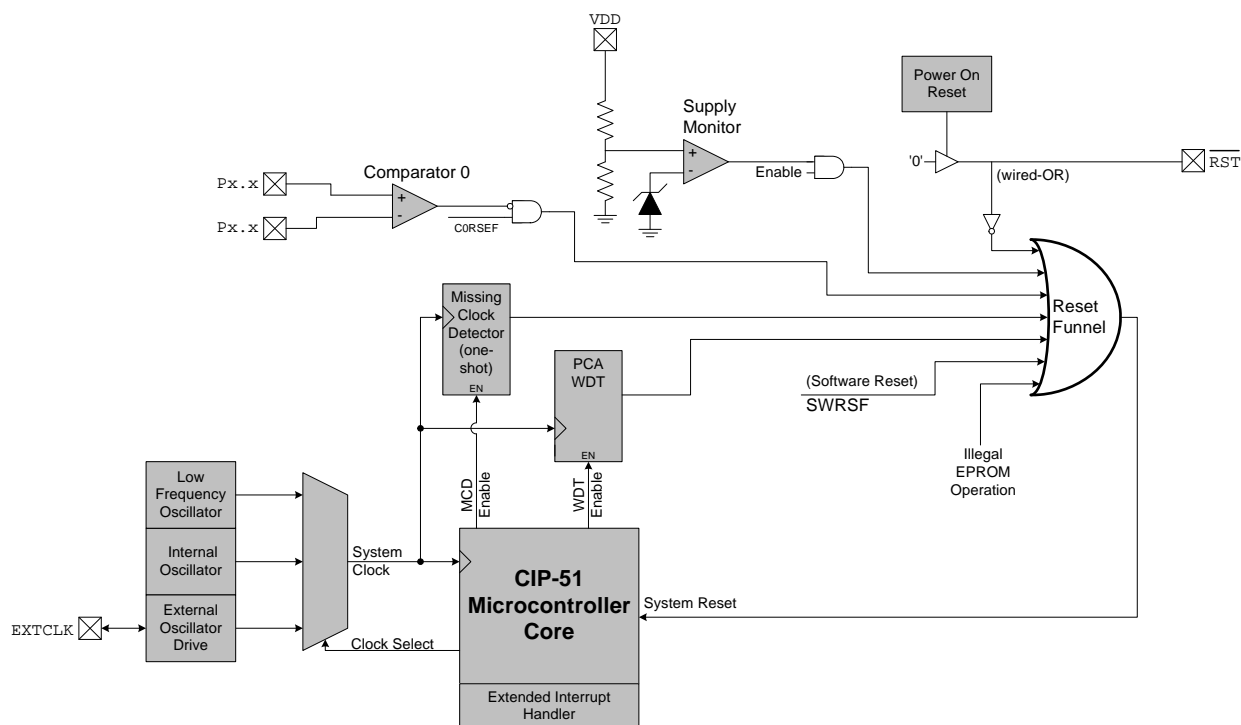 VDD
Power On
Reset
Supply
Monitor
+
-
Enable
'0'
(wired-OR)
RST
Comparator 0
Px.x
+
Px.x
-
C0RSEF
Reset
Funnel
Missing
Clock
Detector
(one-
shot)
EN
PCA
WDT
EN
(Software Reset)
SWRSF
Illegal
EPROM
Operation
MCD
Enable
WDT
Enable
Low
Frequency
Oscillator
Internal
Oscillator
External
Oscillator
Drive
EXTCLK
System
Clock
Clock Select
CIP-51
Microcontroller
Core
System Reset
Extended Interrupt
Handler